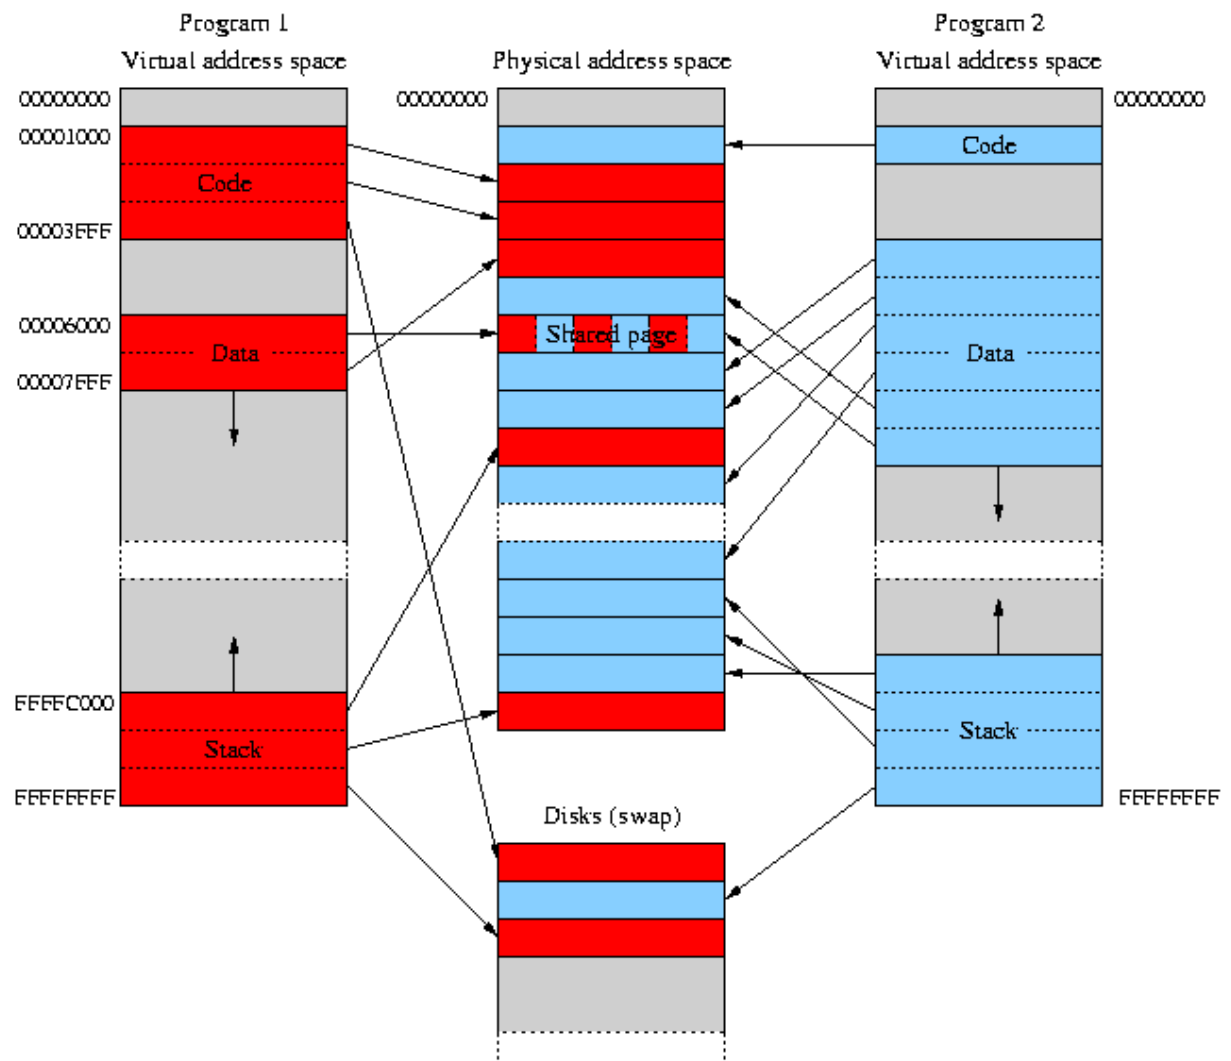 Program 1
Program 2
Virtual address space
Physical address space
Virtual address space
00000000
00000000
00000000
00001000
Code
Code
00003FFF
00006000
Shared page
Data
Data
00007FFF
FFFFC000
Stack
Stack
FFFFFFFF
FFFFFFFF
Disks (swap)